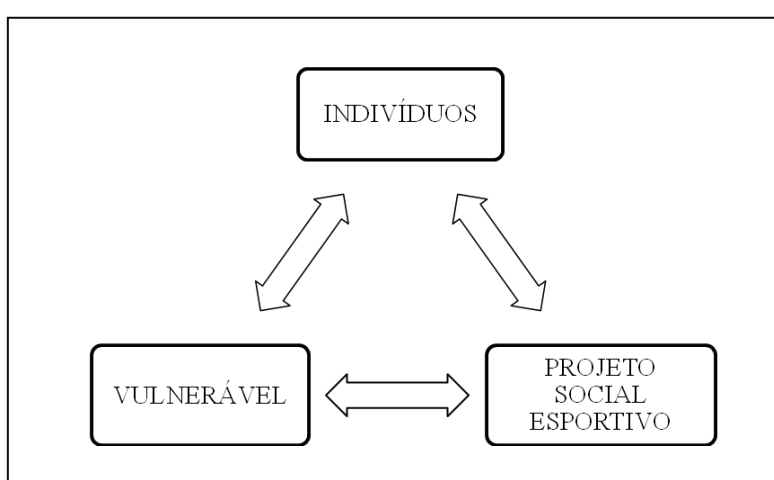 INDIVÍDUOS
VULNERÁVEL
PROJETO
SOCIAL
ESPORTIVO